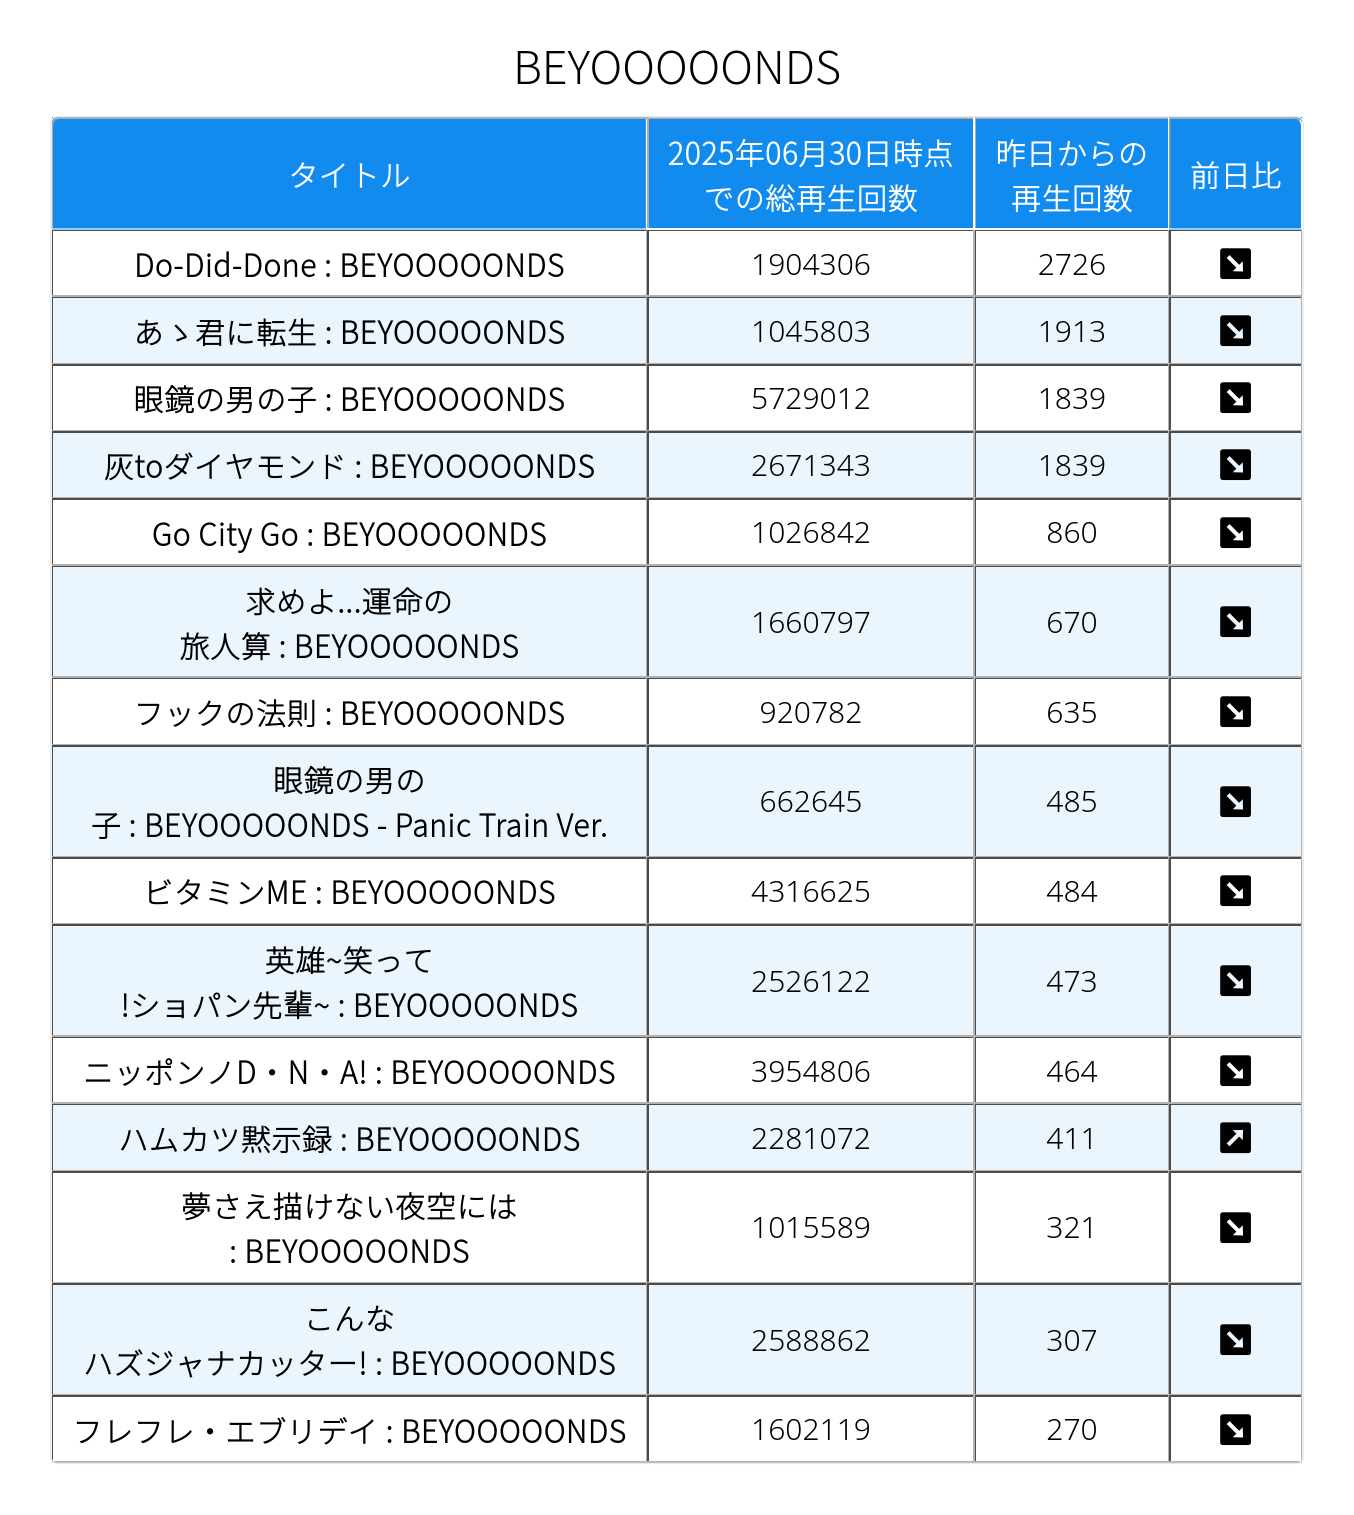 BEYOOOOONDS
タイトル
2025年06月30日時点
での総再生回数
昨日からの
再生回数
前日比
Do-Did-Done : BEYOOOOONDS
1904306
2726
あゝ君に転生 : BEYOOOOONDS
1045803
1913
眼鏡の男の子 : BEYOOOOONDS
5729012
1839
灰toダイヤモンド : BEYOOOOONDS
2671343
1839
Go City Go : BEYOOOOONDS
1026842
860
求めよ...運命の
旅人算 : BEYOOOOONDS
1660797
670
フックの法則 : BEYOOOOONDS
920782
635
眼鏡の男の
子 : BEYOOOOONDS - Panic Train Ver.
662645
485
ビタミンME : BEYOOOOONDS
4316625
484
英雄~笑って
!ショパン先輩~ : BEYOOOOONDS
2526122
473
ニッポンノD・N・A! : BEYOOOOONDS
3954806
464
ハムカツ黙示録 : BEYOOOOONDS
2281072
411
夢さえ描けない夜空には
: BEYOOOOONDS
1015589
321
こんな
ハズジャナカッター! : BEYOOOOONDS
2588862
307
フレフレ・エブリデイ : BEYOOOOONDS
1602119
270